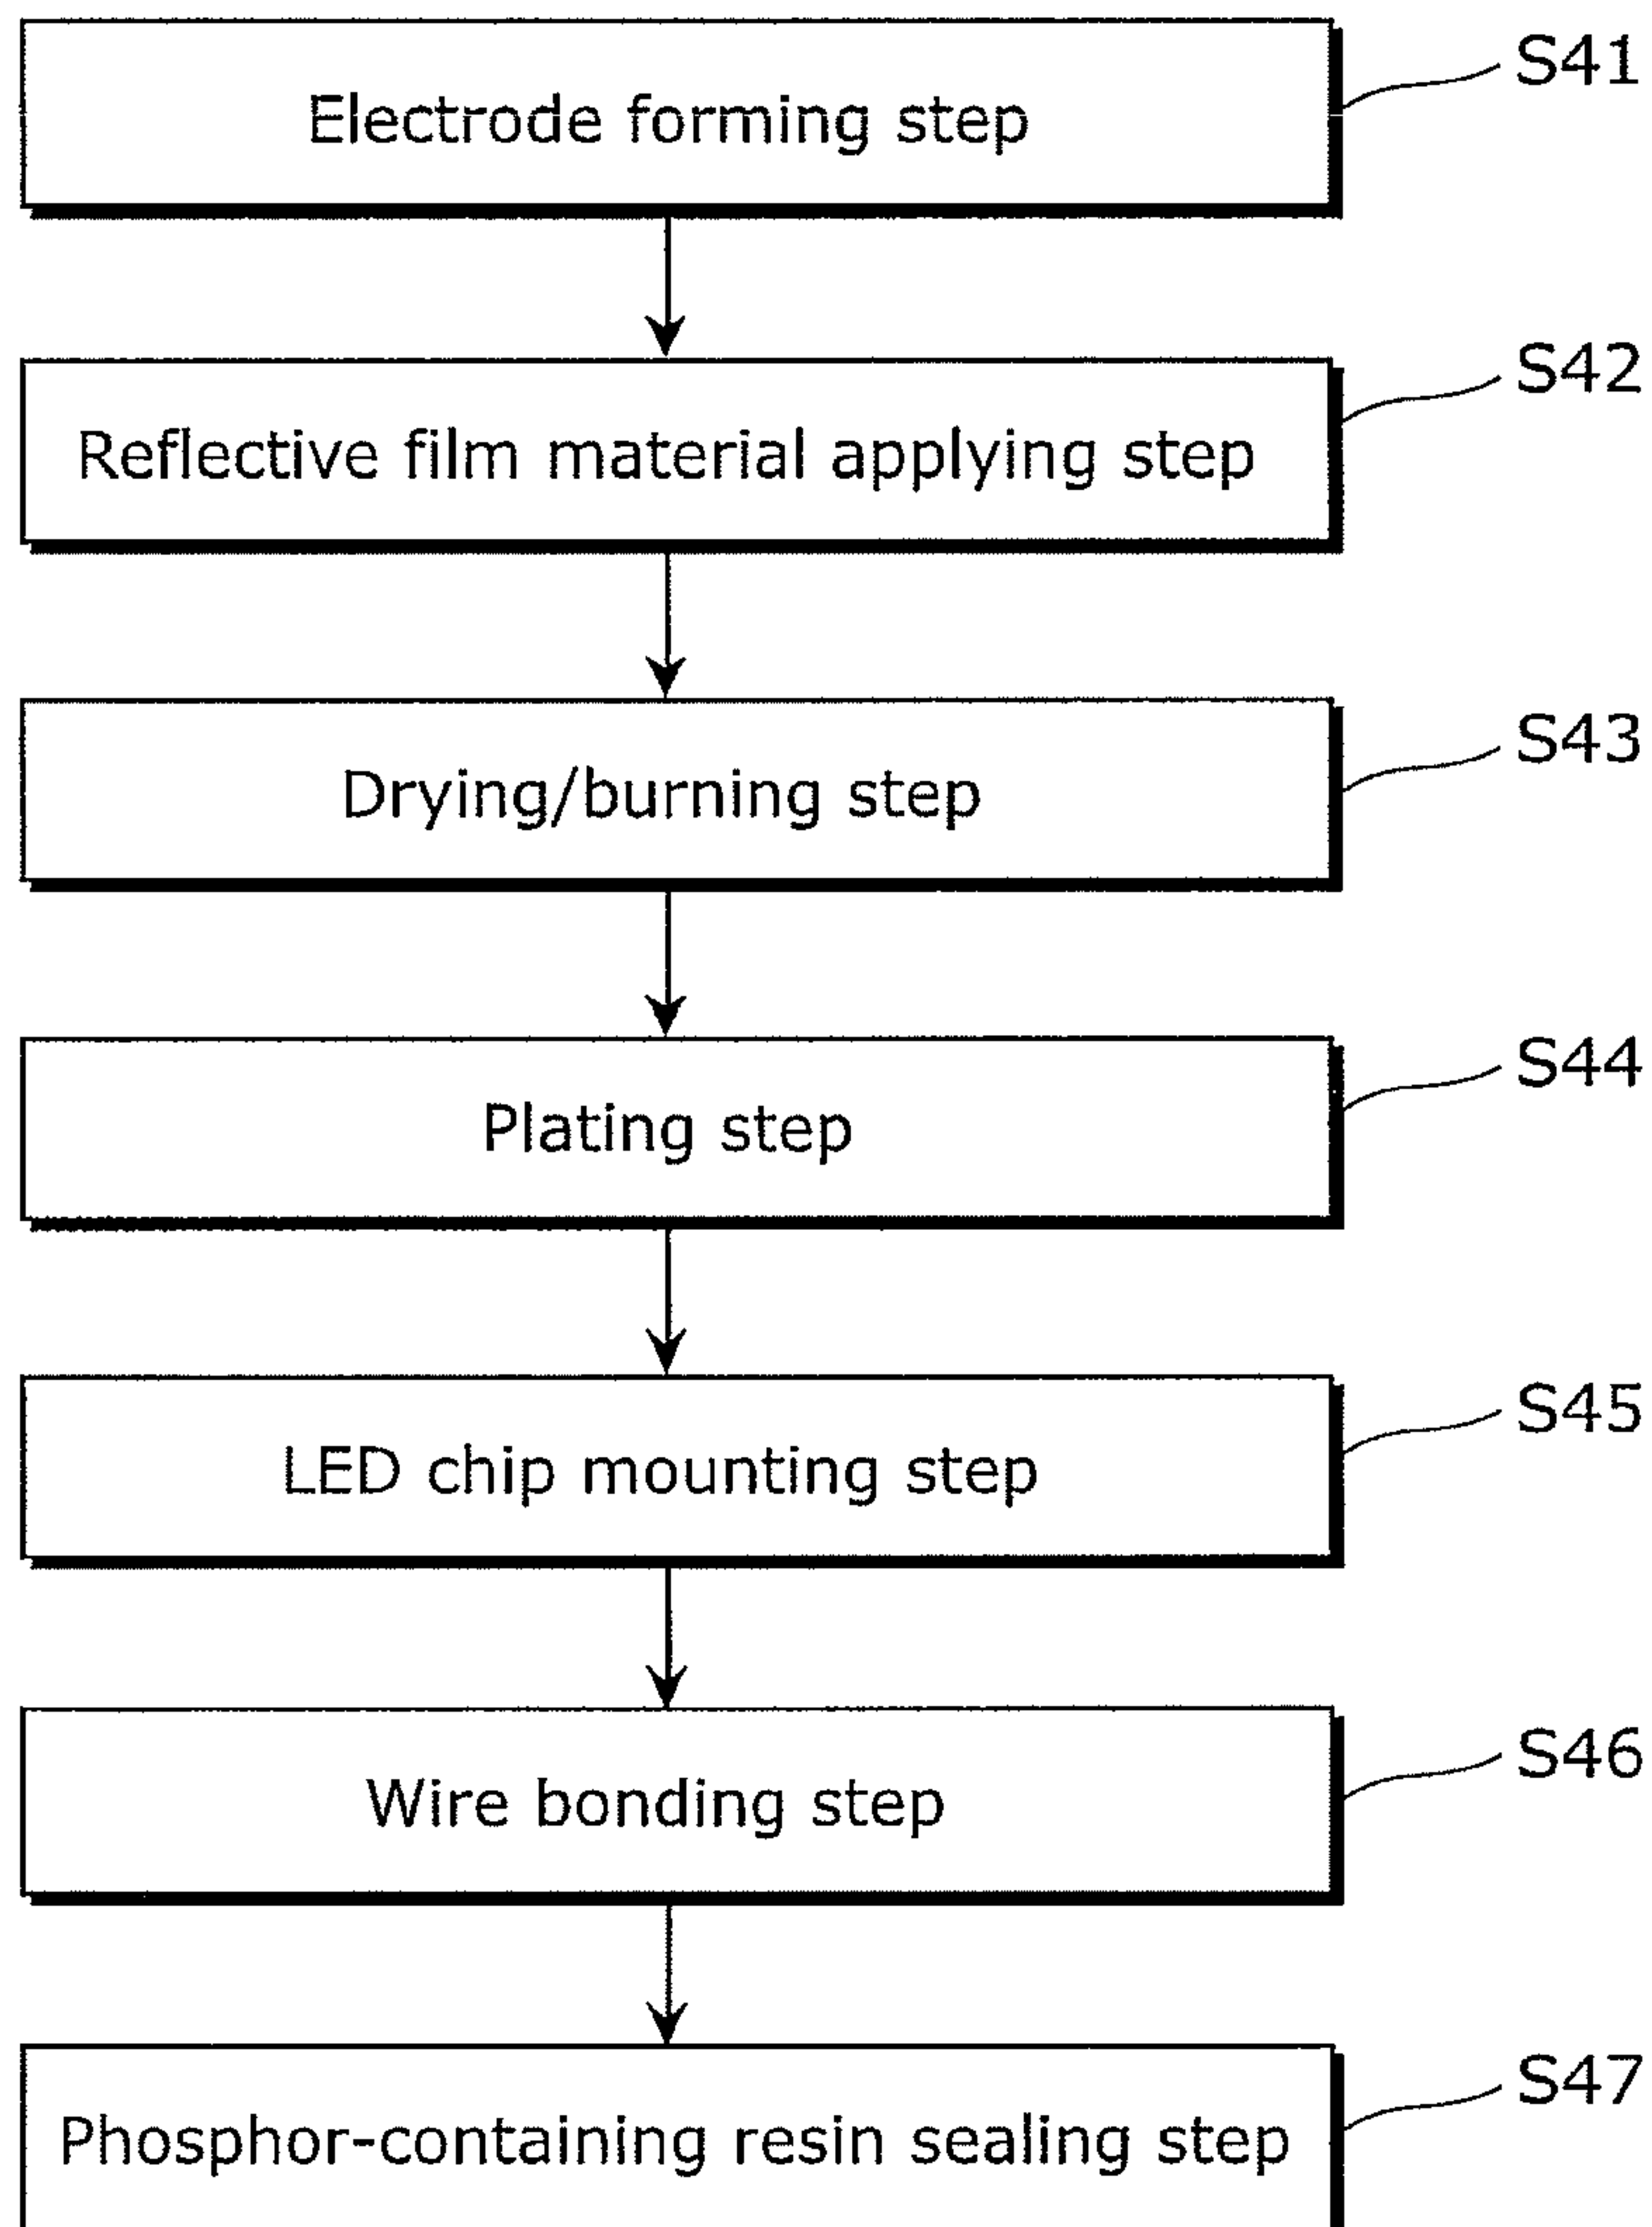 Electrode forming step
S41
Reflective film material applying step
S42
Drying/burning step
S43
Plating step
S44
LED chip mounting step
S45
Wire bonding step
S46
Phosphor-containing resin sealing step
S47